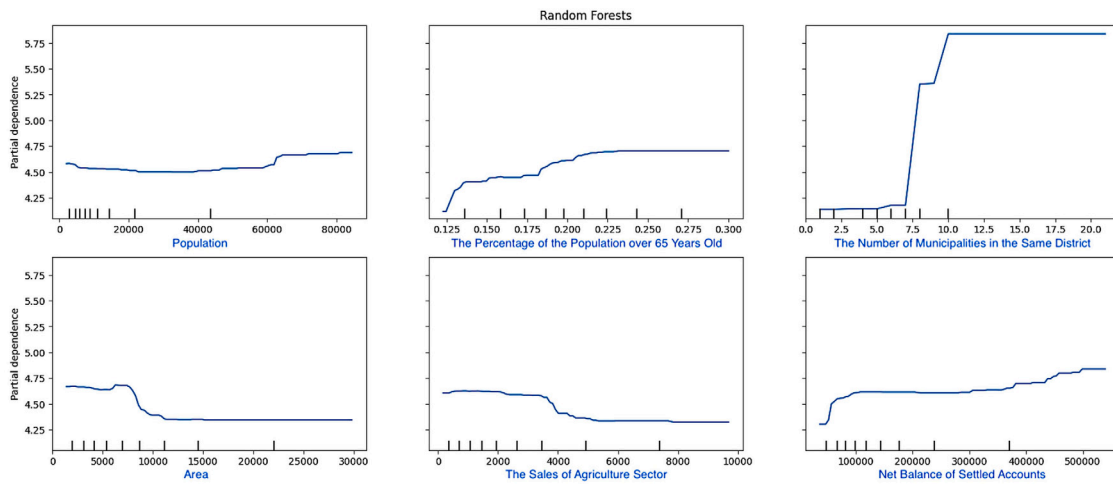 Random Forests
Partial dependence
5.75
5.50
5.25
5.00
4.75
4.50
4.25
0 20000 40000 60000 80000
Population
0.125 0.150 0.175 0.200 0.225 0.250 0.275 0.300
The Percentage of the Population over 65 Years Old
0.0 2.5 5.0 7.5 10.0 12.5 15.0 17.5 20.0
The Number of Municipalities in the Same District
Partial dependence
5.75
5.50
5.25
5.00
4.75
4.50
4.25
0 5000 10000 15000 20000 25000 30000
Area
0 2000 4000 6000 8000 10000
The Sales of Agriculture Sector
100000 200000 300000 400000 500000
Net Balance of Settled Accounts